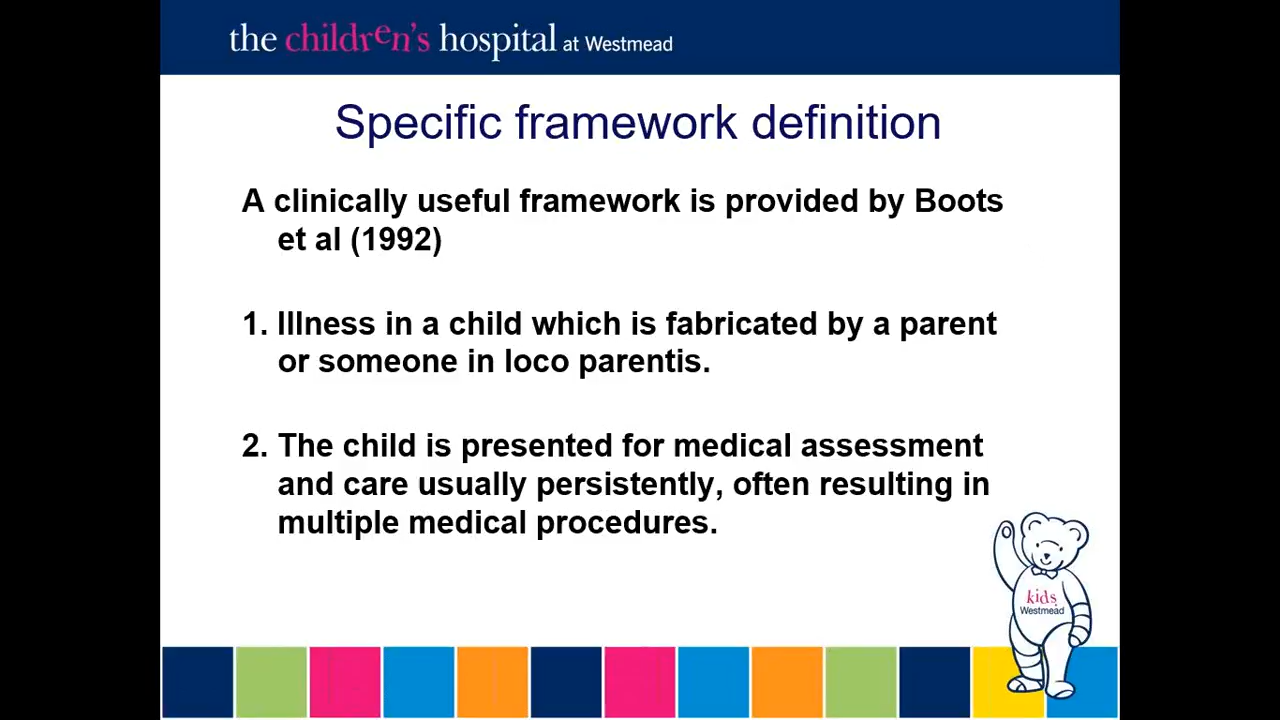 the children's hospital at Westmead
Specific framework definition
A clinically useful framework is provided by Boots
et al (1992)
1. Illness in a child which is fabricated by a parent
or someone in loco parentis.
2. The child is presented for medical assessment
and care usually persistently, often resulting in
multiple medical procedures.
kids
Westmead